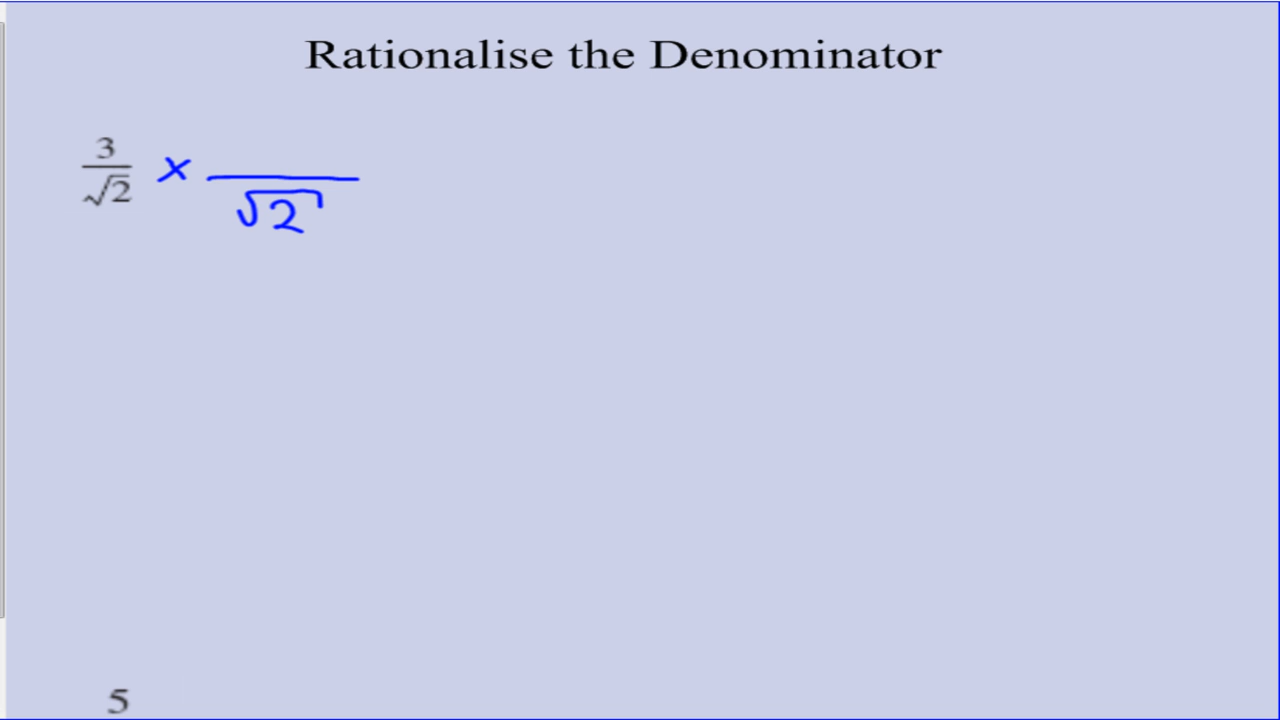 Rationalise the Denominator
3
√2 × 
√2
5